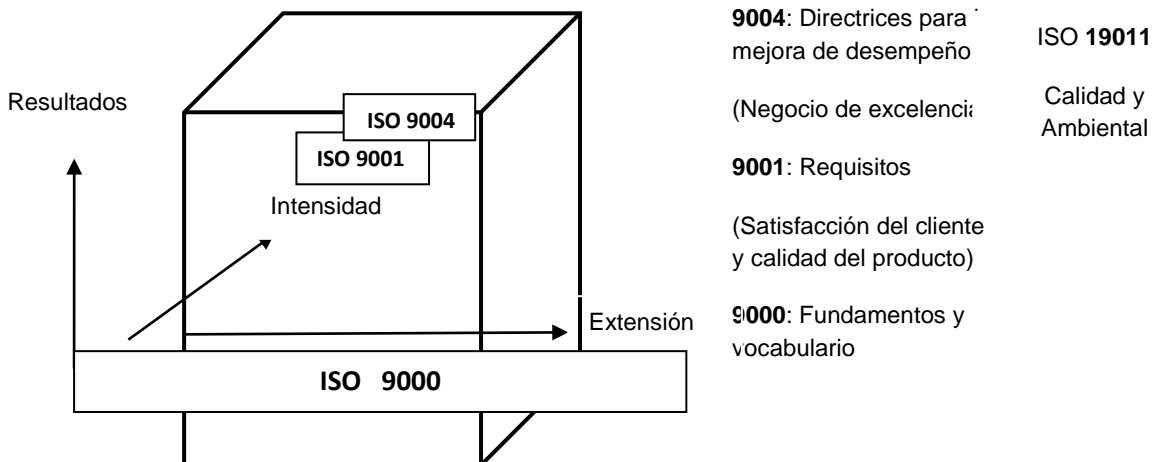 Resultados
ISO 9004
ISO 9001
Intensidad
Extensión
ISO 9000
9004: Directrices para
mejora de desempeño
(Negocio de excelencia
9001: Requisitos
(Satisfacción del cliente
y calidad del producto)
9000: Fundamentos y
vocabulario
ISO 19011
Calidad y
Ambiental